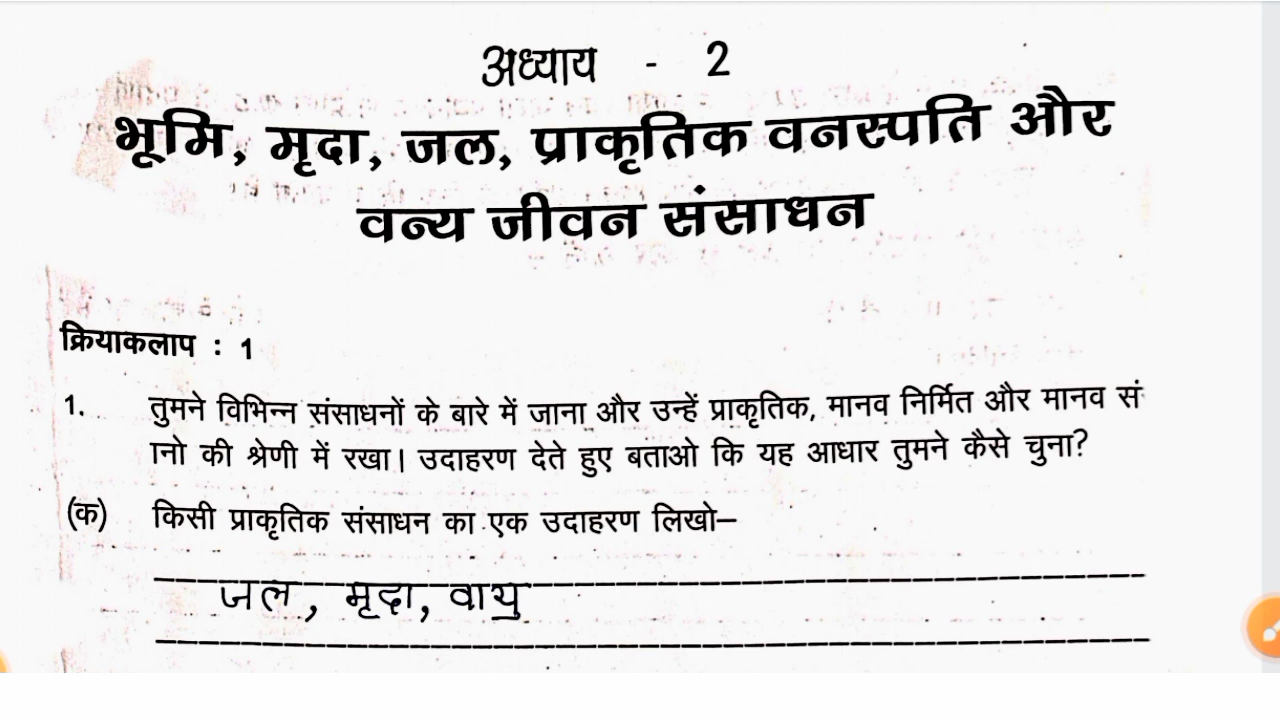 अध्याय - 2
भूमि, मृदा, जल, प्राकृतिक वनस्पति और
वन्य जीवन संसाधन
क्रियाकलाप : 1
1. तुमने विभिन्न संसाधनों के बारे में जाना और उन्हें प्राकृतिक, मानव निर्मित और मानव सं
ानो की श्रेणी में रखा। उदाहरण देते हुए बताओ कि यह आधार तुमने कैसे चुना?
(क) किसी प्राकृतिक संसाधन का एक उदाहरण लिखो–
जल, मृदा, वायु